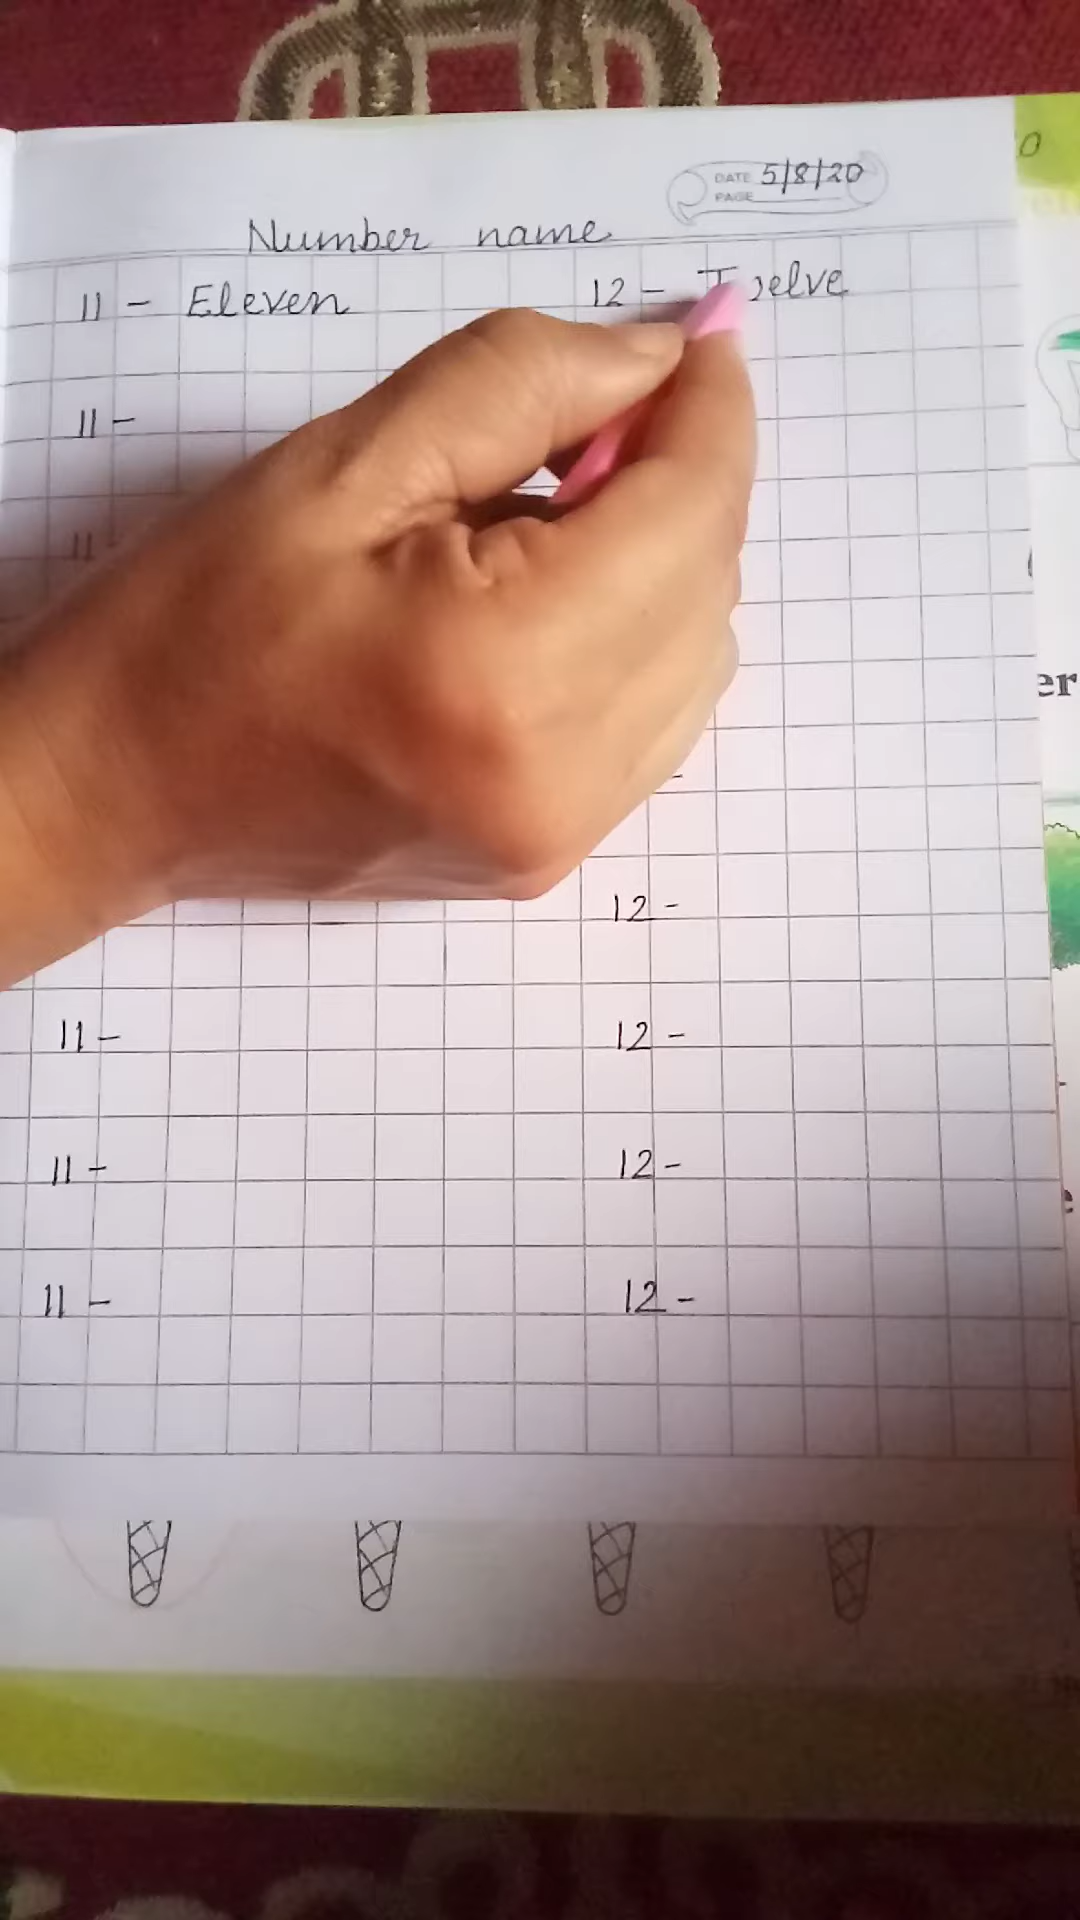 DATE 5/8/20
PAGE
Number name
11 - Eleven 12 - Twelve
11 -
11 -
12 -
11 - 12 -
11 - 12 -
11 - 12 -
er